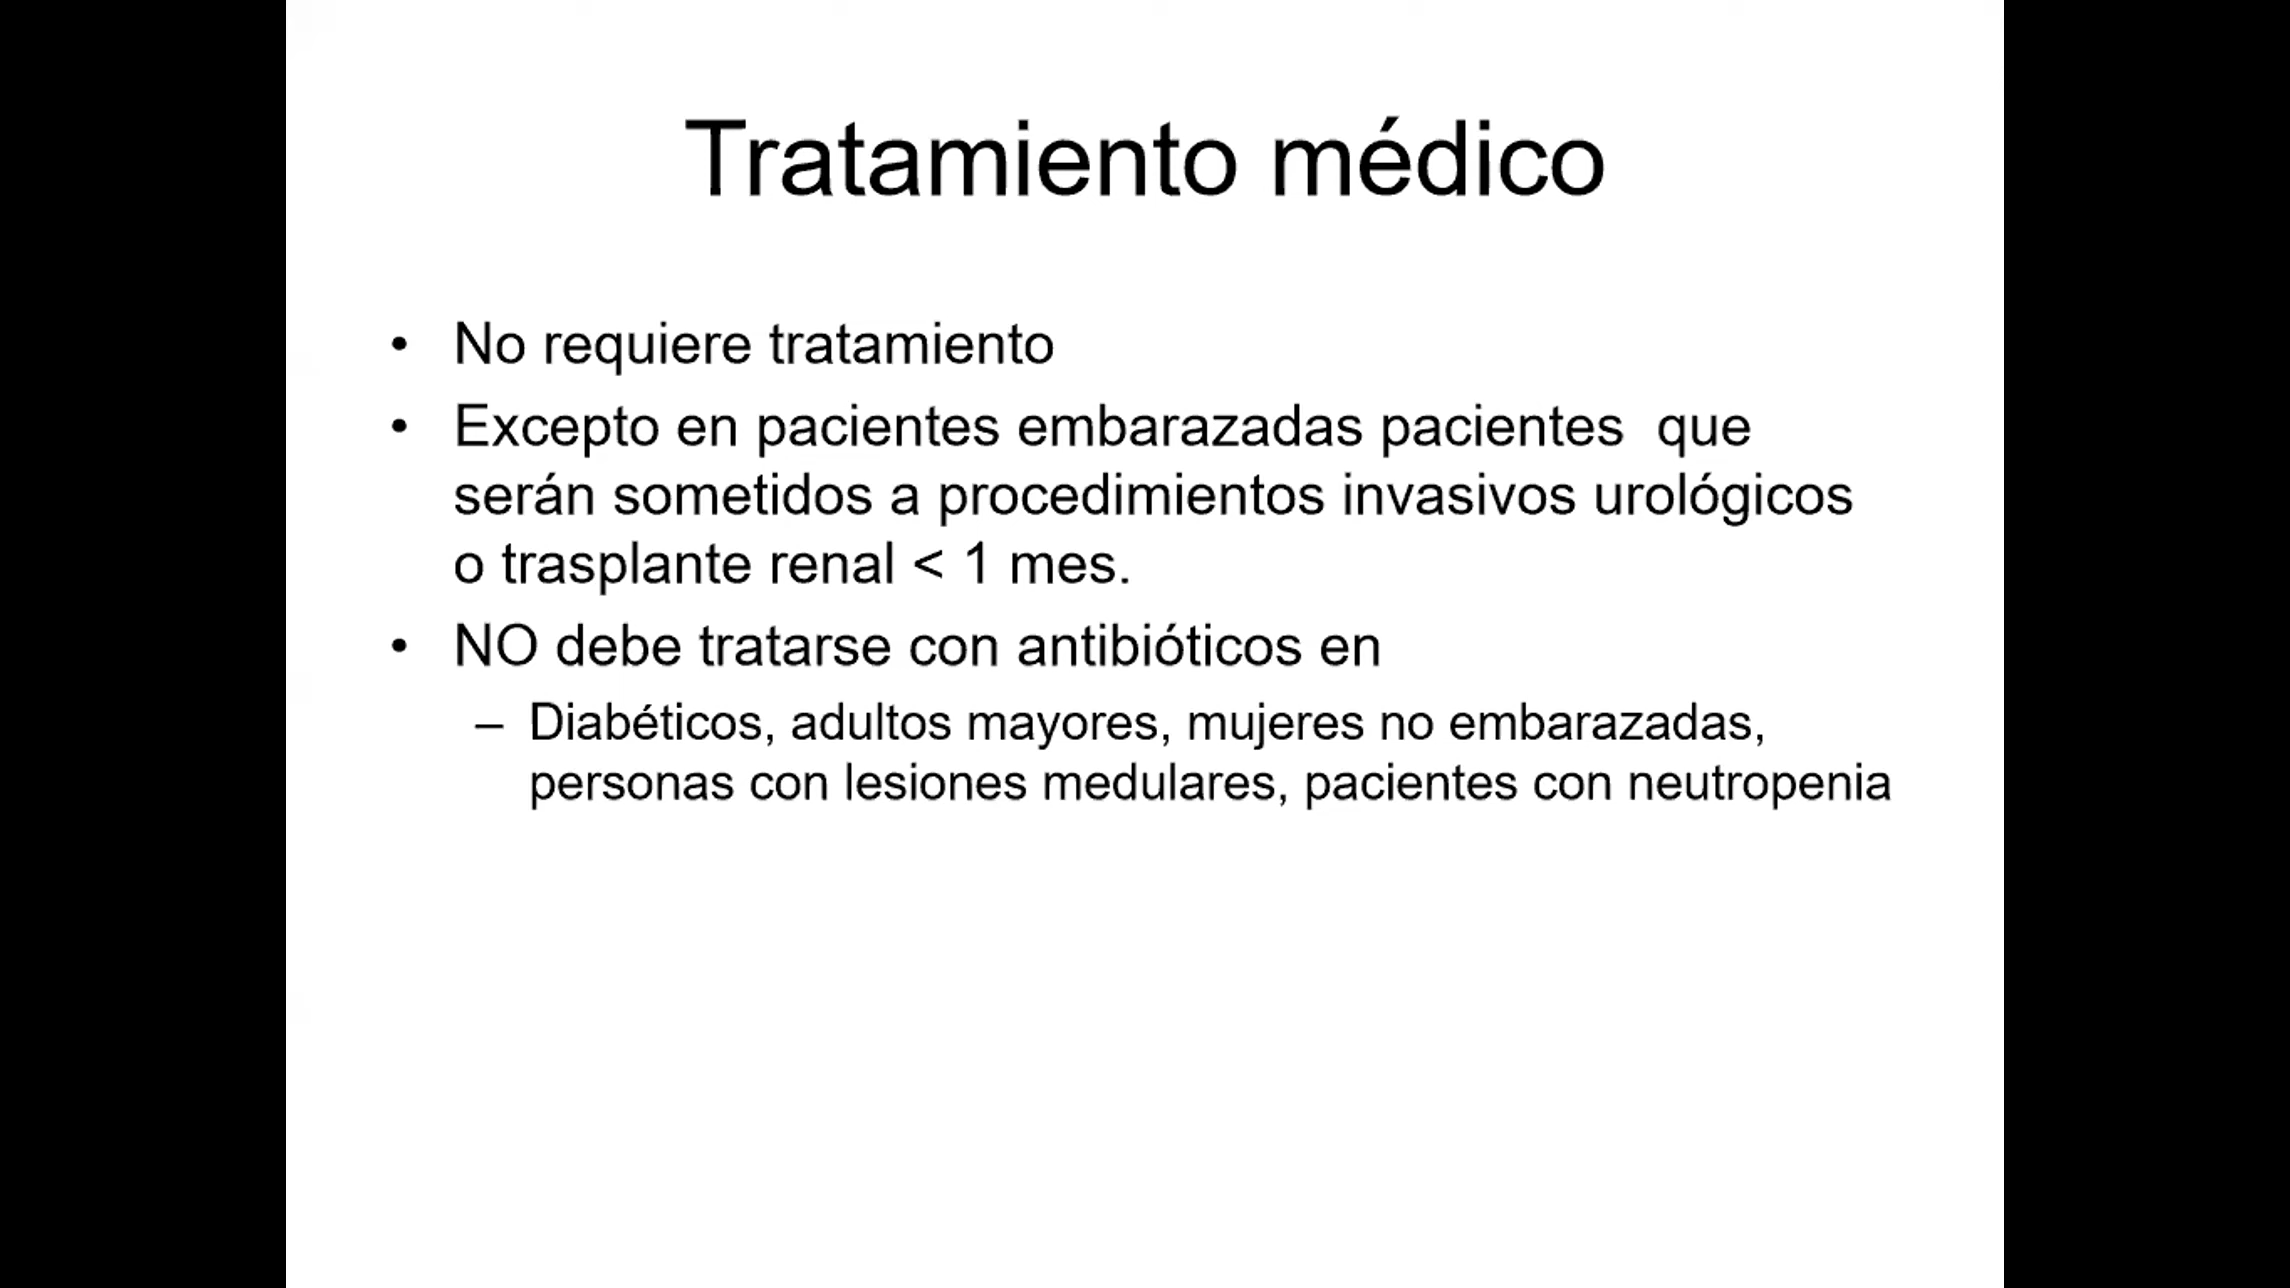 Tratamiento médico
• No requiere tratamiento
• Excepto en pacientes embarazadas pacientes  que
serán sometidos a procedimientos invasivos urológicos
o trasplante renal < 1 mes.
• NO debe tratarse con antibióticos en
– Diabéticos, adultos mayores, mujeres no embarazadas,
personas con lesiones medulares, pacientes con neutropenia